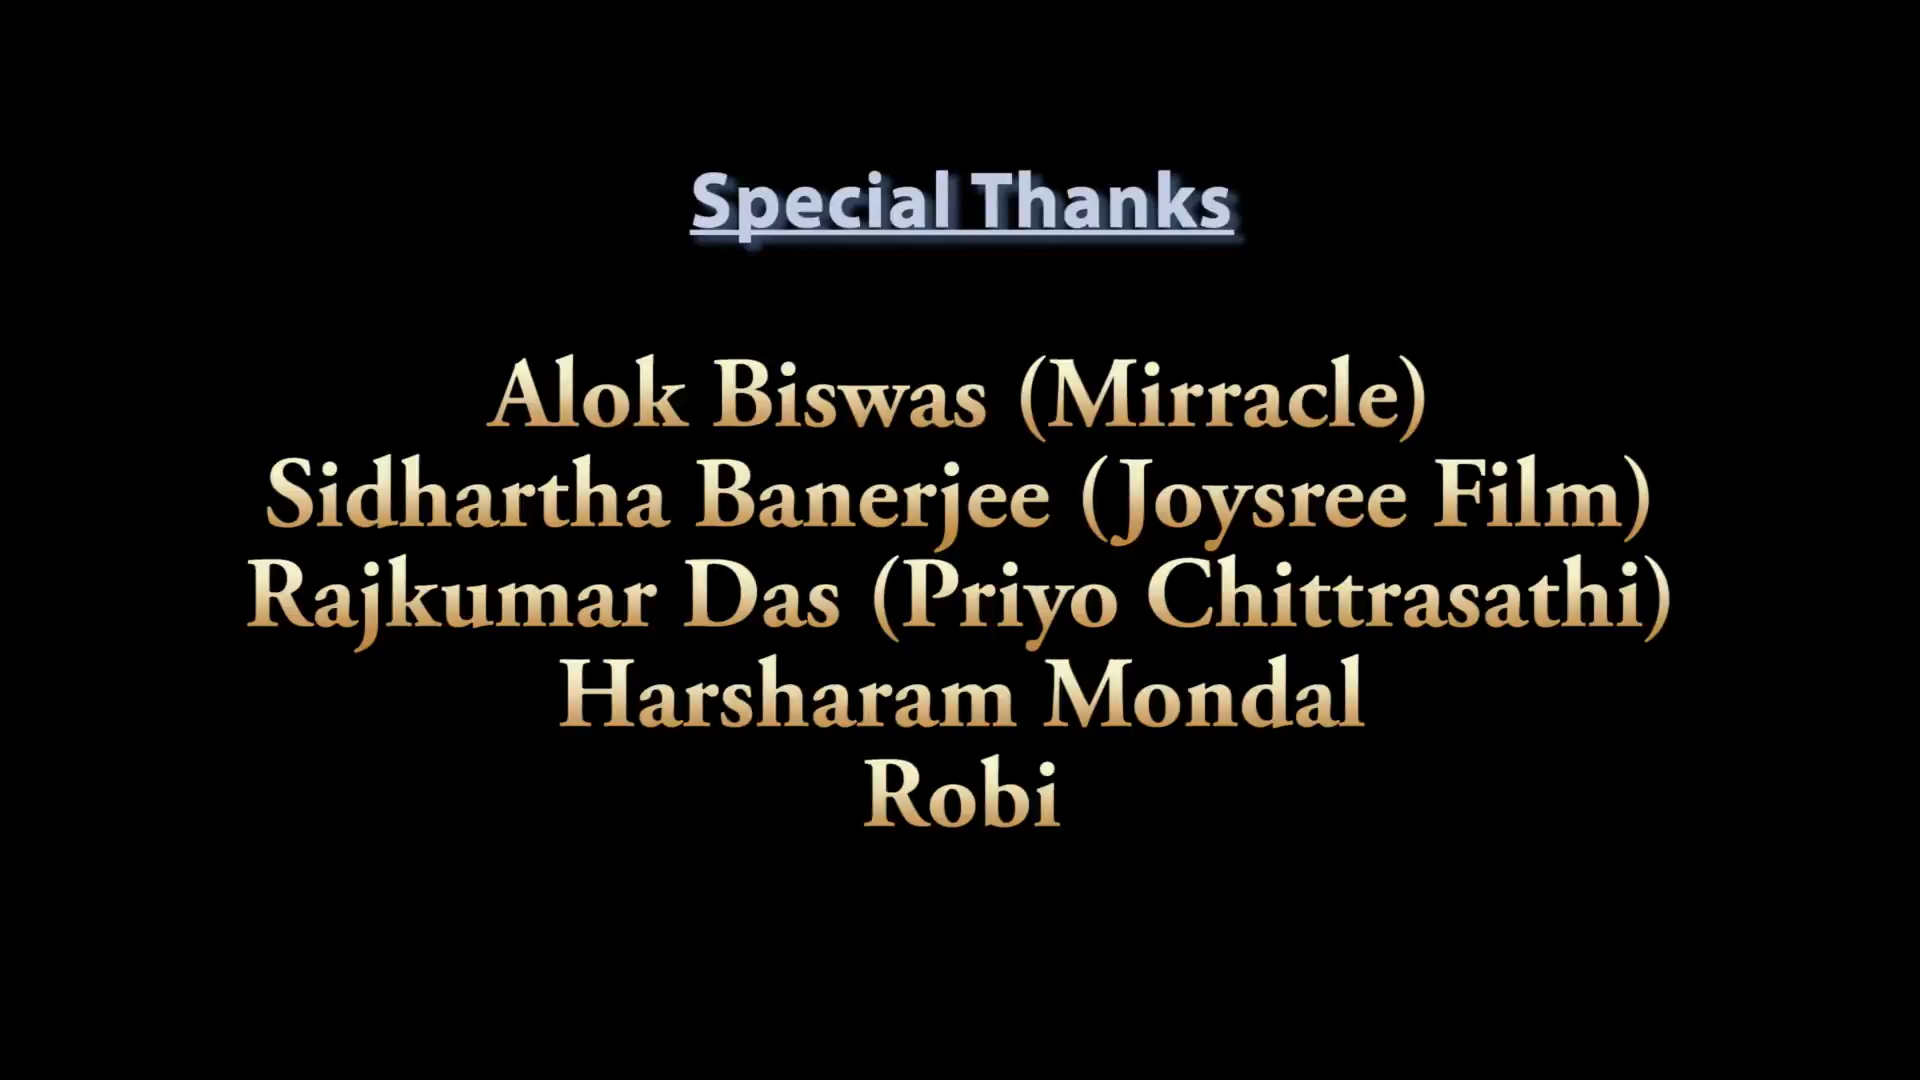 Special Thanks
Alok Biswas (Mirracle)
Sidhartha Banerjee (Joysree Film)
Rajkumar Das (Priyo Chittrasathi)
Harsharam Mondal
Robi